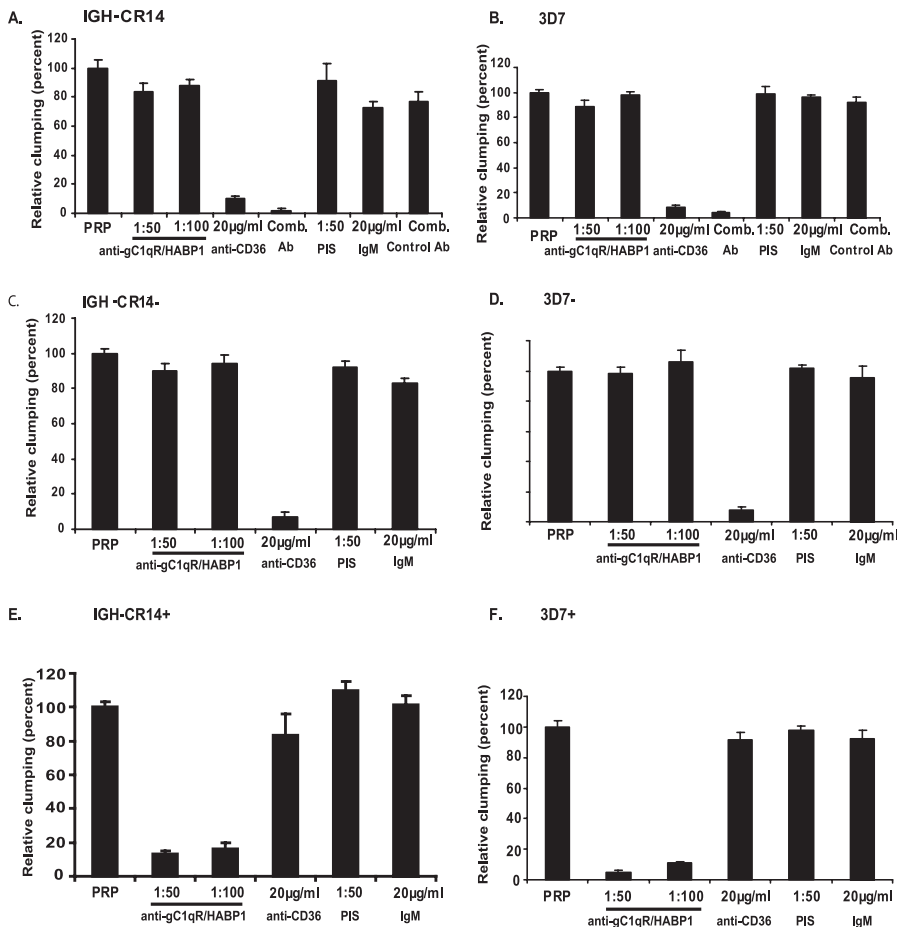 A. IGH-CR14
Relative clumping (percent)
120
100
80
60
40
20
0
PRP 1:50 1:100 20µg/ml Comb. 1:50 20µg/ml Comb.
anti-gC1qR/HABP1 anti-CD36 Ab PIS IgM Control Ab
B. 3D7
Relative clumping (percent)
120
100
80
60
40
20
0
PRP 1:50 1:100 20µg/ml Comb. 1:50 20µg/ml Comb.
anti-gC1qR/HABP1 anti-CD36 Ab PIS IgM Control Ab
C. IGH -CR14-
Relative clumping (percent)
120
100
80
60
40
20
0
PRP 1:50 1:100 20µg/ml 1:50 20µg/ml
anti-gC1qR/HABP1 anti-CD36 PIS IgM
D. 3D7-
Relative clumping (percent)
120
100
80
60
40
20
0
PRP 1:50 1:100 20µg/ml 1:50 20µg/ml
anti-gC1qR/HABP1 anti-CD36 PIS IgM
E. IGH-CR14+
Relative clumping (percent)
120
100
80
60
40
20
0
PRP 1:50 1:100 20µg/ml 1:50 20µg/ml
anti-gC1qR/HABP1 anti-CD36 PIS IgM
F. 3D7+
Relative clumping (percent)
120
100
80
60
40
20
0
PRP 1:50 1:100 20µg/ml 1:50 20µg/ml
anti-gC1qR/HABP1 anti-CD36 PIS IgM